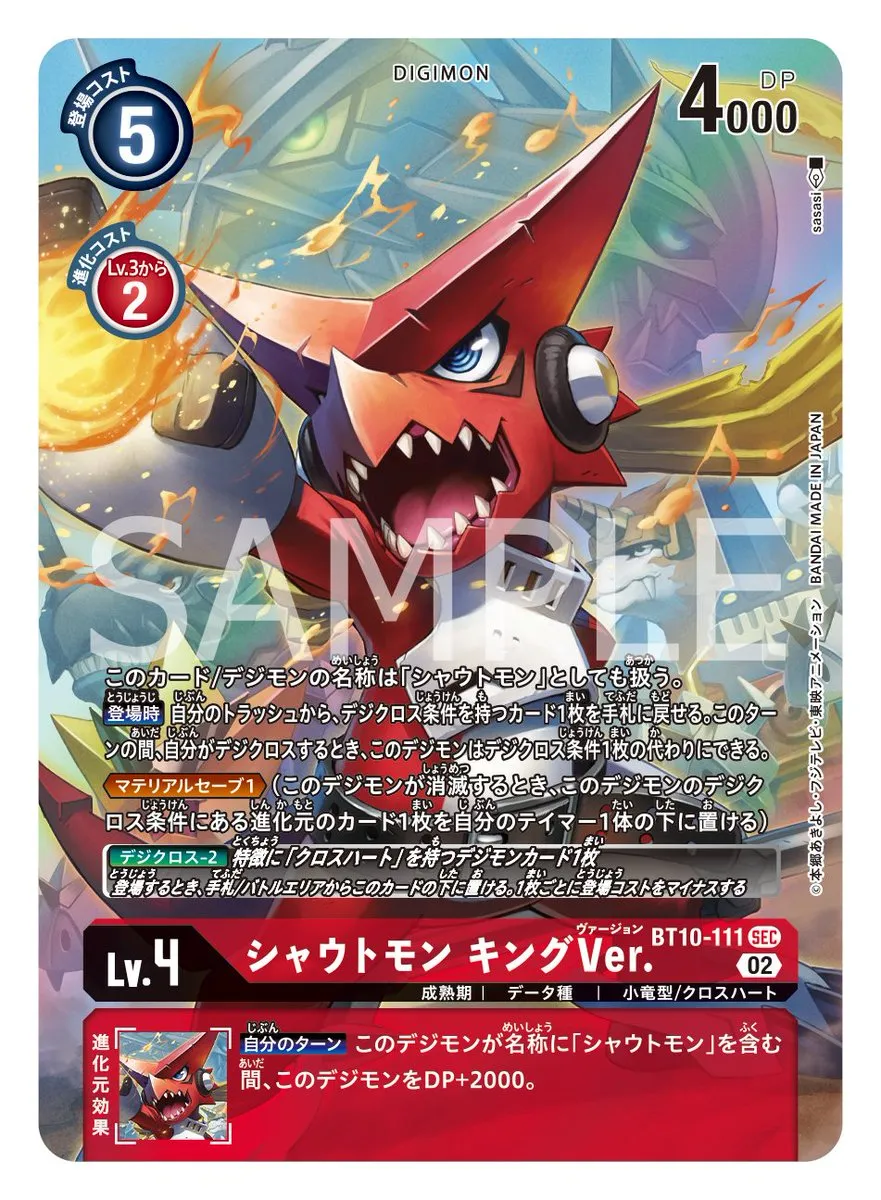 登場コスト
5
DIGIMON
DP
4000
sasasi
進化コスト
Lv.3から
2
SAMPLE
©本郷あきよし・フジテレビ・東映アニメーション BANDAI MADE IN JAPAN
このカード/デジモンの名称は「シャウトモン」としても扱う。
登場時 自分のトラッシュから、デジクロス条件を持つカード1枚を手札に戻せる。このター
ンの間、自分がデジクロスするとき、このデジモンはデジクロス条件1枚の代わりにできる。
マテリアルセーブ1 (このデジモンが消滅するとき、このデジモンのデジク
ロス条件にある進化元のカード1枚を自分のテイマー1体の下に置ける)
デジクロス-2 特徴に「クロスハート」を持つデジモンカード1枚
登場するとき、手札/バトルエリアからこのカードの下に置ける。1枚ごとに登場コストをマイナスする
Lv.4
シャウトモン キングVer.
ヴァージョン
BT10-111 SEC
02
成熟期 | データ種 | 小竜型/クロスハート
進化元効果
自分のターン このデジモンが名称に「シャウトモン」を含む
間、このデジモンをDP+2000。